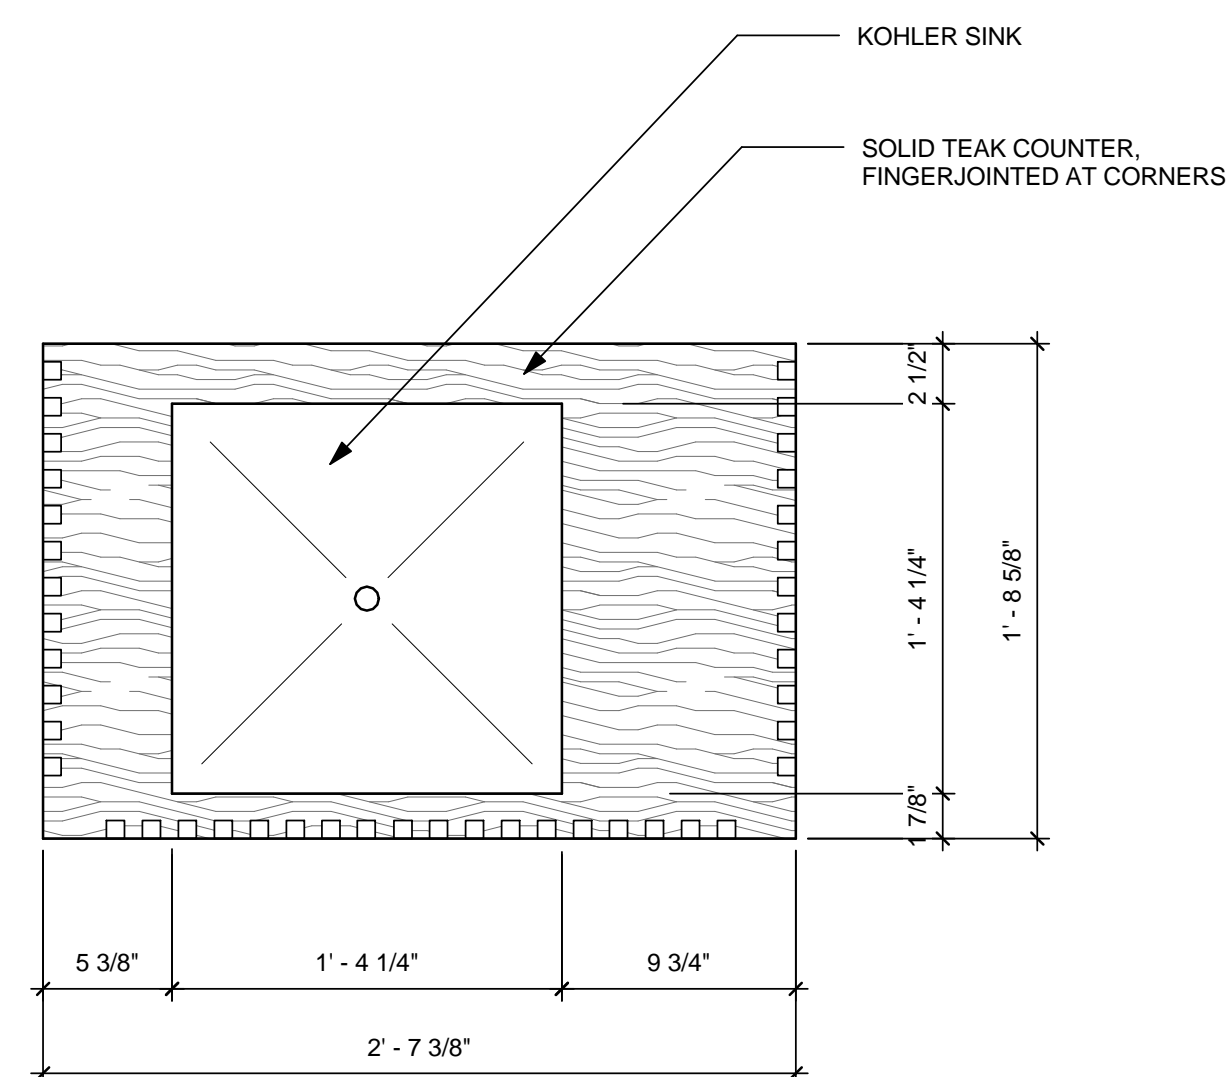 KOHLER SINK
SOLID TEAK COUNTER,
FINGERJOINTED AT CORNERS
2 1/2"
1' - 4 1/4"
1' - 8 5/8"
1 7/8"
5 3/8"
1' - 4 1/4"
9 3/4"
2' - 7 3/8"